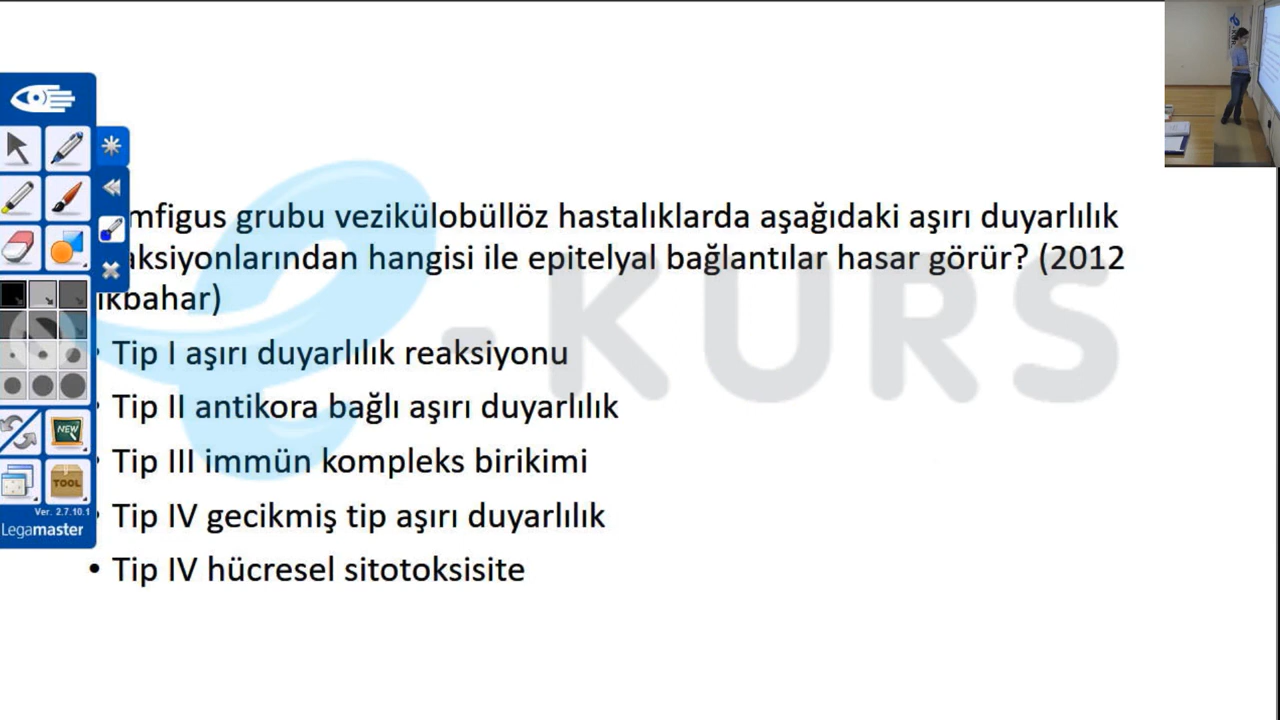 mfigus grubu vezikülobüllöz hastalıklarda aşağıdaki aşırı duyarlılık
aksiyonlarından hangisi ile epitelyal bağlantılar hasar görür? (2012
ilkbahar)
• Tip I aşırı duyarlılık reaksiyonu
• Tip II antikora bağlı aşırı duyarlılık
• Tip III immün kompleks birikimi
• Tip IV gecikmiş tip aşırı duyarlılık
• Tip IV hücresel sitotoksisite
e-KURS
NEW
TOOL
Ver. 2.7.10.1
Legamaster